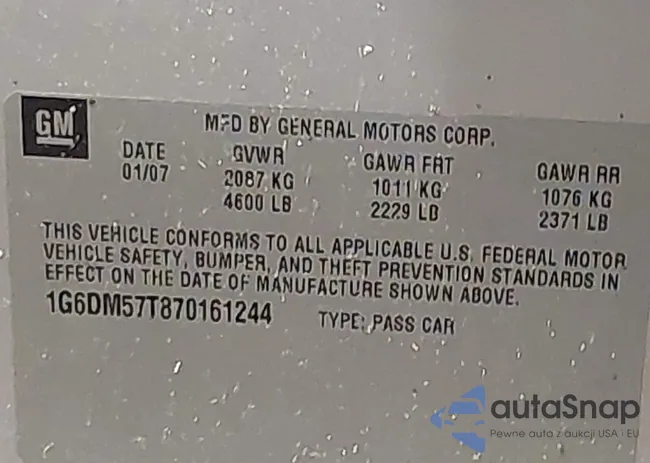 GM
MFD BY GENERAL MOTORS CORP.
DATE GVWR GAWR FRT GAWR RR
01/07 2087 KG 1011 KG 1076 KG
4600 LB 2229 LB 2371 LB
THIS VEHICLE CONFORMS TO ALL APPLICABLE U.S. FEDERAL MOTOR
VEHICLE SAFETY, BUMPER, AND THEFT PREVENTION STANDARDS IN
EFFECT ON THE DATE OF MANUFACTURE SHOWN ABOVE.
1G6DM57T870161244 TYPE: PASS CAR
autaSnap
Pewne auta z aukcji USA i EU